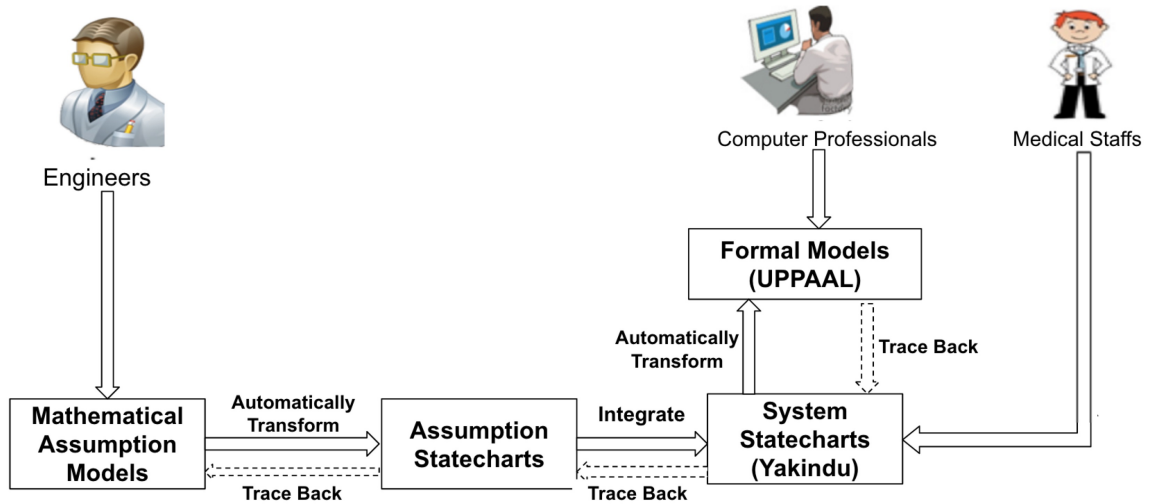 Computer Professionals
Medical Staffs
Engineers
Formal Models
(UPPAAL)
Automatically
Transform
Trace Back
Mathematical
Assumption
Models
Automatically
Transform
Trace Back
Assumption
Statecharts
Integrate
Trace Back
System
Statecharts
(Yakindu)